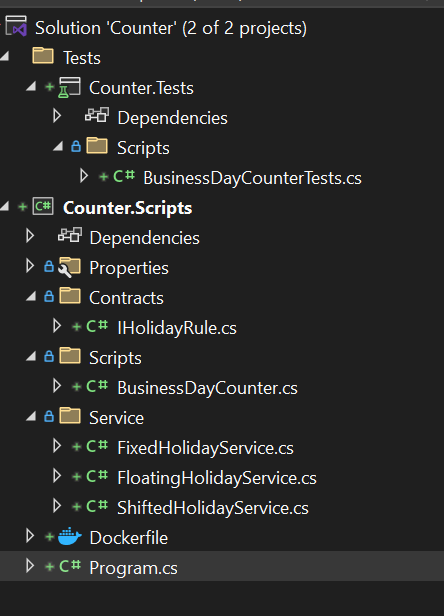 Solution 'Counter' (2 of 2 projects)
Tests
Counter.Tests
Dependencies
Scripts
C# BusinessDayCounterTests.cs
C# Counter.Scripts
Dependencies
Properties
Contracts
C# IHolidayRule.cs
Scripts
C# BusinessDayCounter.cs
Service
C# FixedHolidayService.cs
C# FloatingHolidayService.cs
C# ShiftedHolidayService.cs
Dockerfile
C# Program.cs